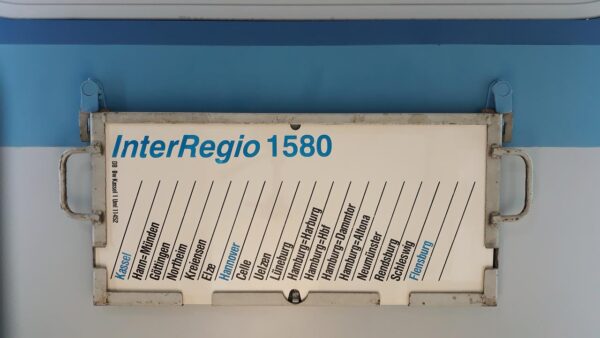 InterRegio 1580
Kassel
Hann=Münden
Göttingen
Northeim
Kreiensen
Elze
Hannover
Celle
Uelzen
Lüneburg
Hamburg=Harburg
Hamburg=Hbf
Hamburg=Dammtor
Hamburg=Altona
Neumünster
Rendsburg
Schleswig
Flensburg